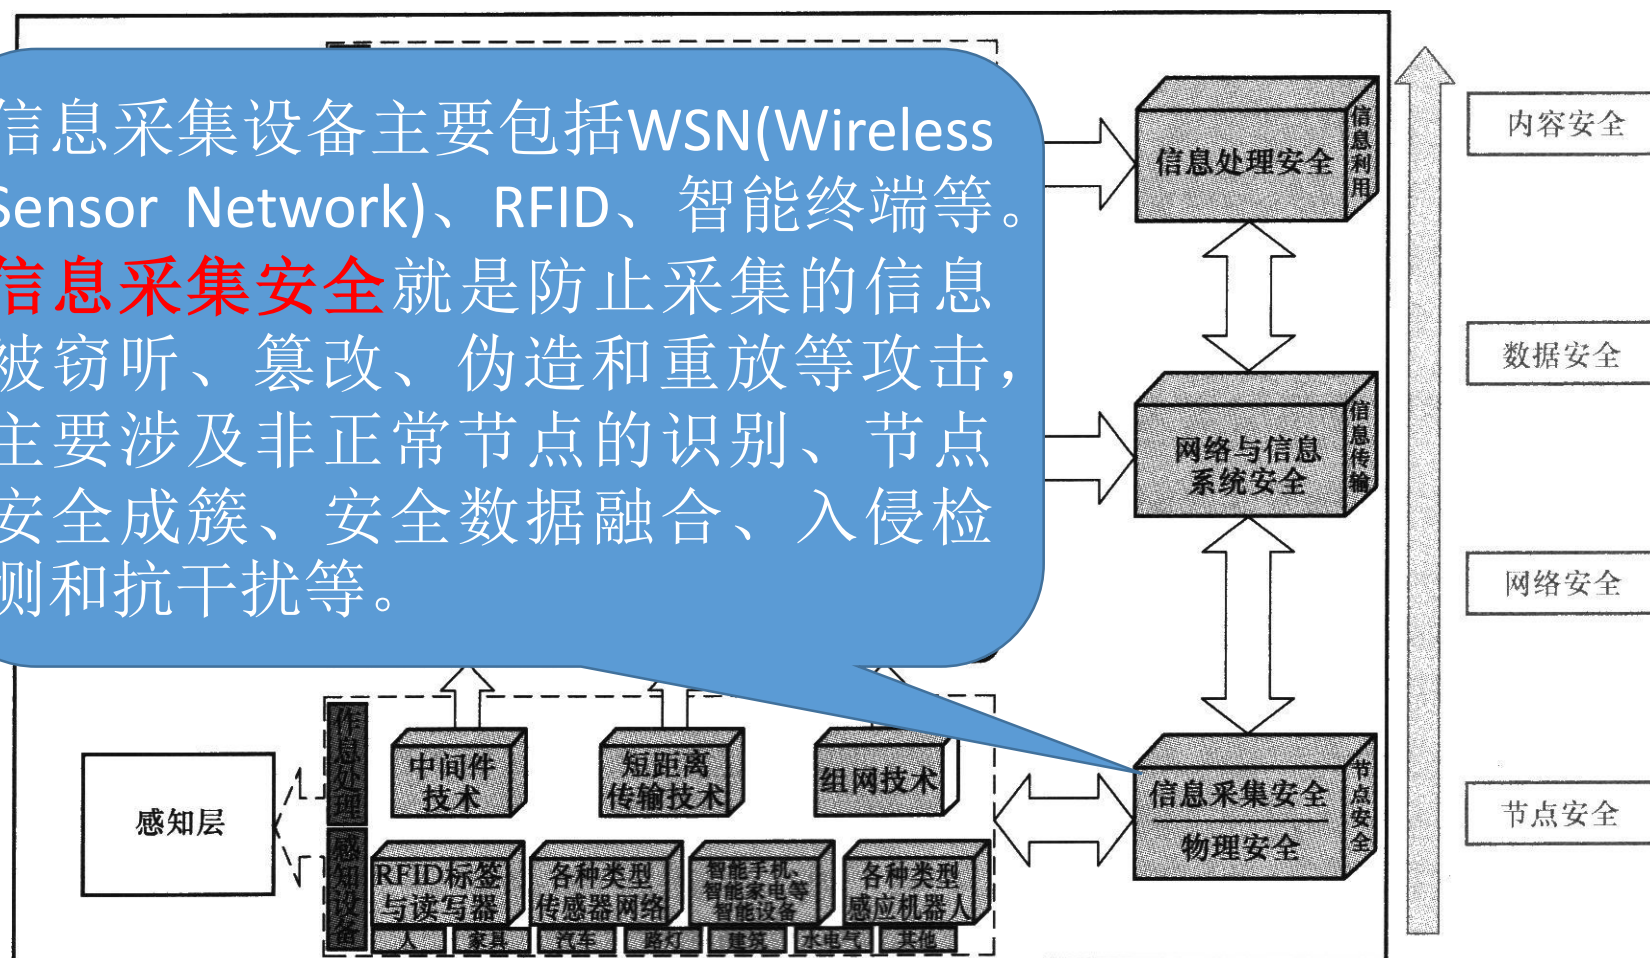 信息采集设备主要包括WSN(Wireless
Sensor Network)、RFID、智能终端等。
信息采集安全就是防止采集的信息
被窃听、篡改、伪造和重放等攻击，
主要涉及非正常节点的识别、节点
安全成簇、安全数据融合、入侵检
测和抗干扰等。
信息处理安全
信息利用
网络与信息
系统安全
信息传输
信息采集安全
物理安全
节点安全
内容安全
数据安全
网络安全
节点安全
感知层
信息处理
中间件
技术
短距离
传输技术
组网技术
感知设备
RFID标签
与读写器
各种类型
传感器网络
智能手机、
智能家电等
智能设备
各种类型
感应机器人
人
家具
汽车
路灯
建筑
水电气
其他